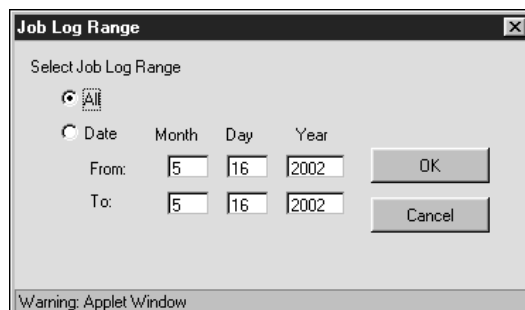 Job Log Range
Select Job Log Range
All
Date Month Day Year
From: 5 16 2002 OK
To: 5 16 2002 Cancel
Warning: Applet Window